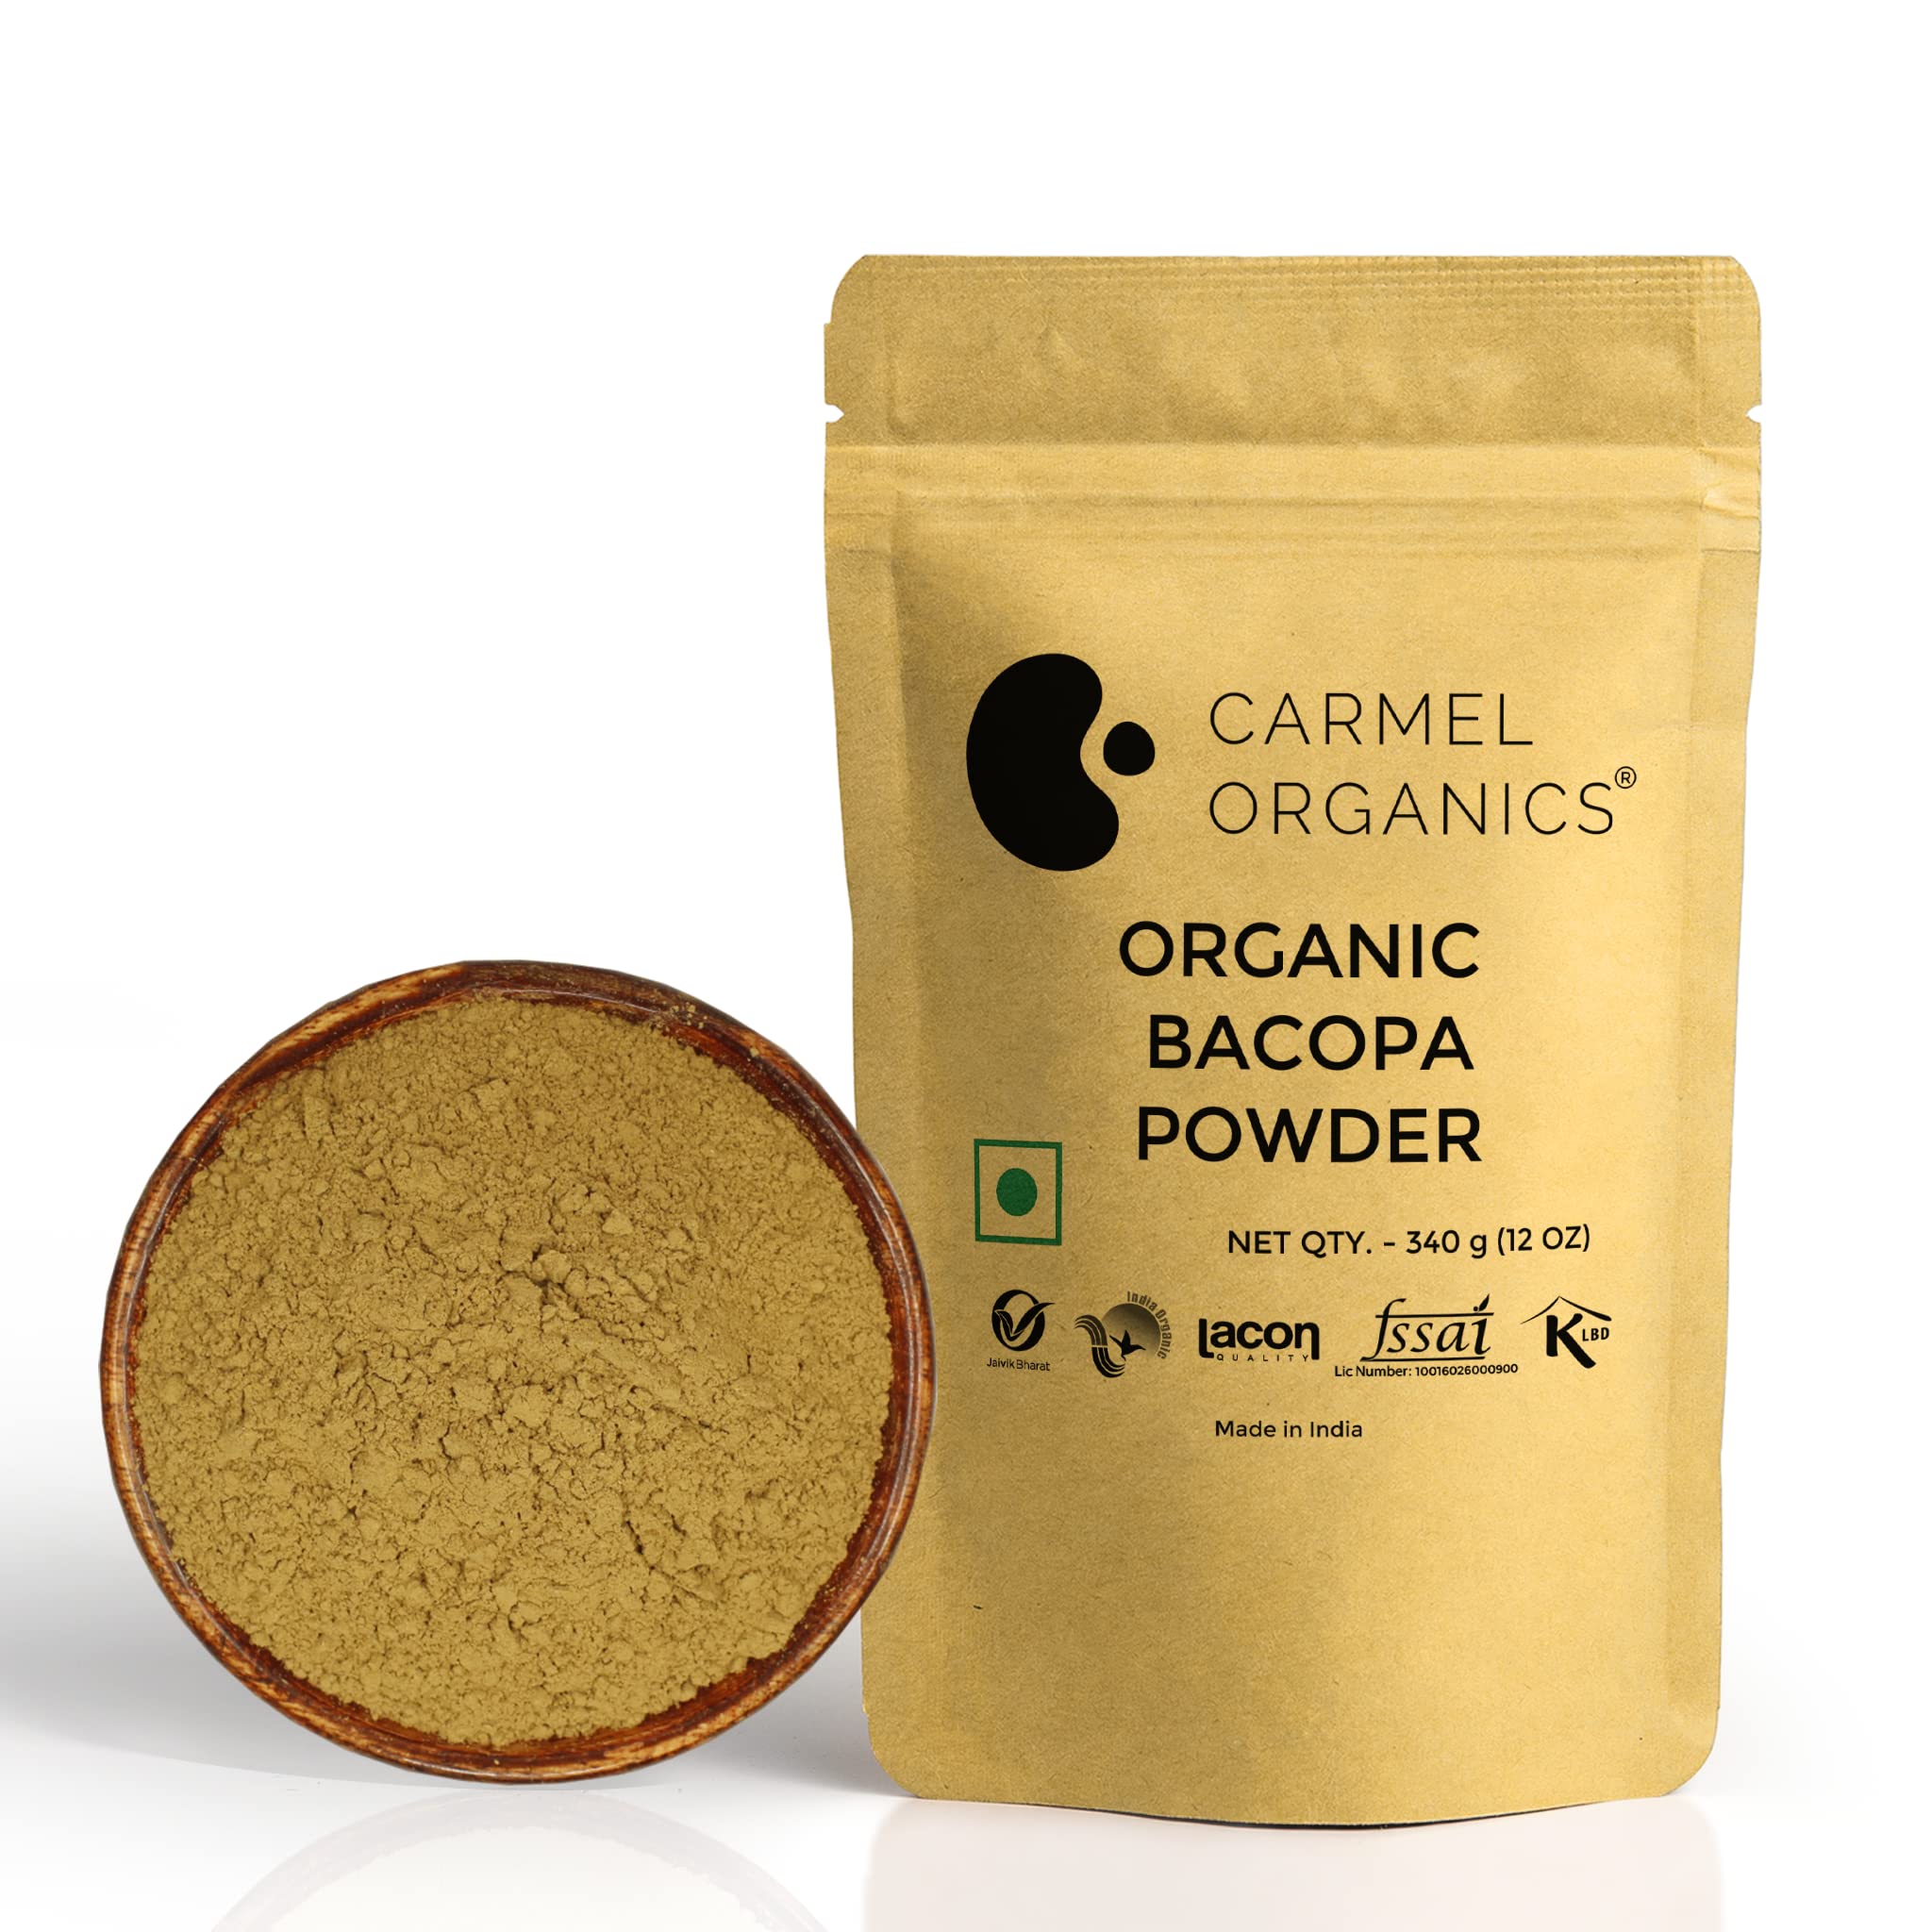 CARMEL
ORGANICS®
ORGANIC
BACOPA
POWDER
NET QTY. - 340 g (12 OZ)
Jaivik Bharat
India Organic
lacon
QUALITY
fssai
Lic Number: 10016026000900
K LBD
Made in India